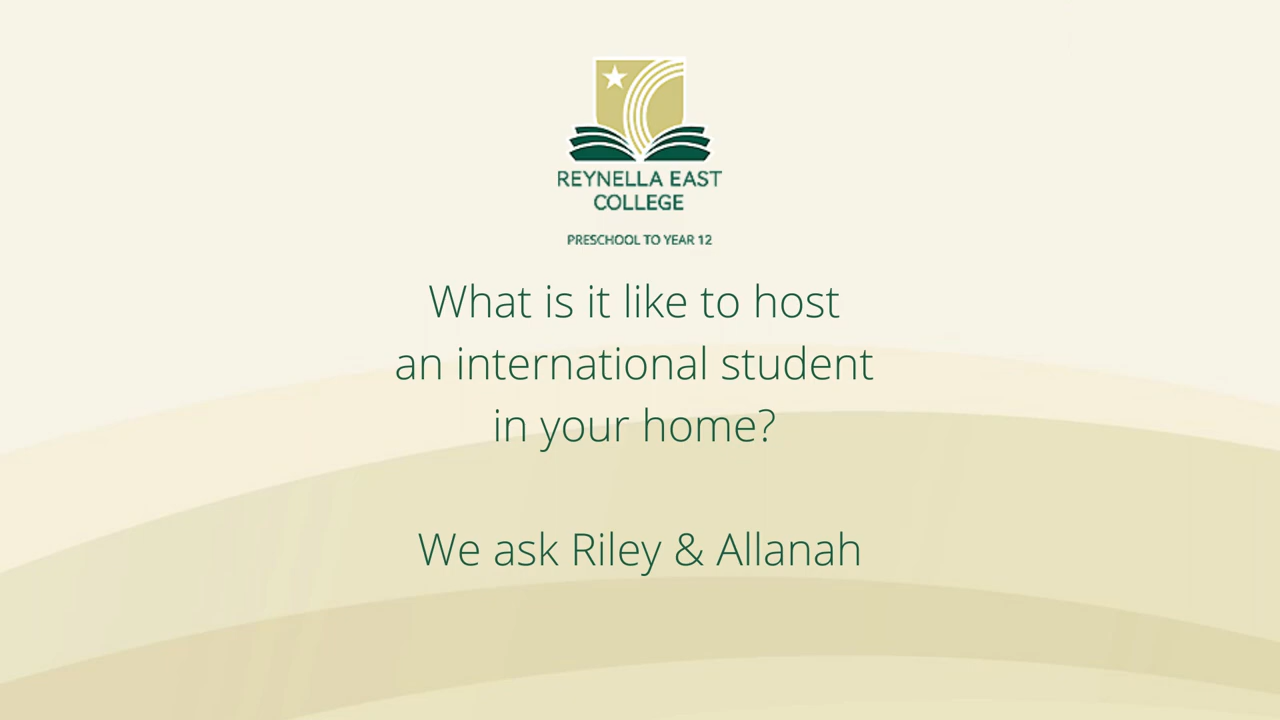 REYNELLA EAST
COLLEGE
PRESCHOOL TO YEAR 12
What is it like to host
an international student
in your home?
We ask Riley & Allanah